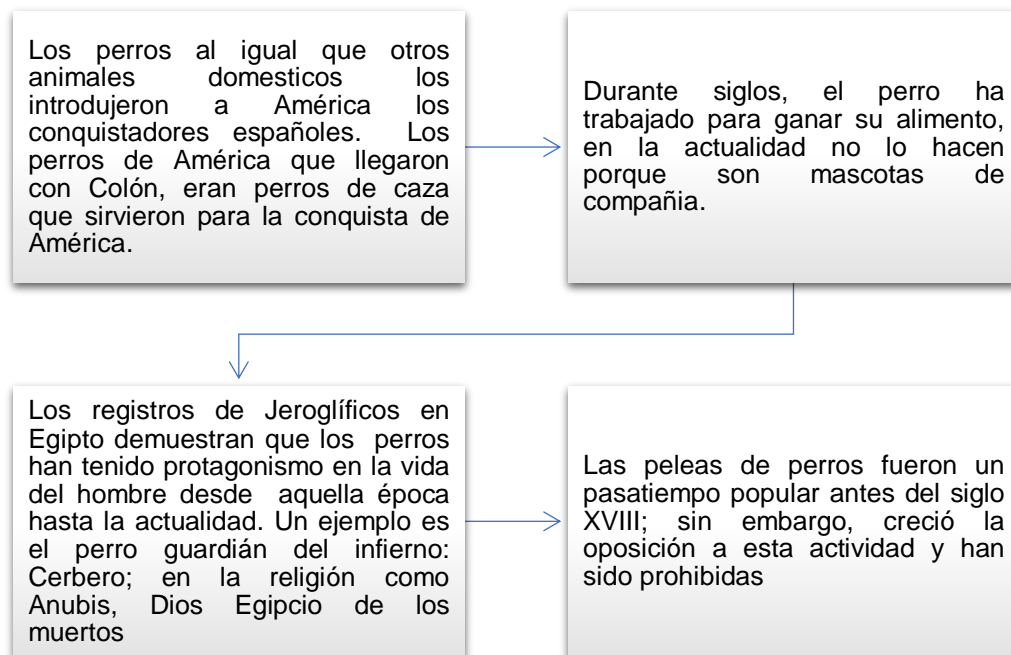 Los perros al igual que otros
animales domesticos los
introdujeron a América los
conquistadores españoles. Los
perros de América que llegaron
con Colón, eran perros de caza
que sirvieron para la conquista de
América.
Durante siglos, el perro ha
trabajado para ganar su alimento,
en la actualidad no lo hacen
porque son mascotas de
compañia.
Los registros de Jeroglíficos en
Egipto demuestran que los perros
han tenido protagonismo en la vida
del hombre desde aquella época
hasta la actualidad. Un ejemplo es
el perro guardián del infierno:
Cerbero; en la religión como
Anubis, Dios Egipcio de los
muertos
Las peleas de perros fueron un
pasatiempo popular antes del siglo
XVIII; sin embargo, creció la
oposición a esta actividad y han
sido prohibidas